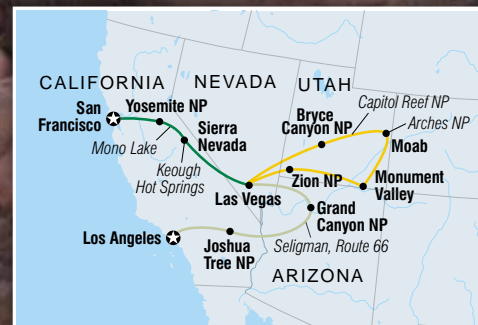 CALIFORNIA
NEVADA
UTAH
San
Francisco
Yosemite NP
Mono Lake
Sierra
Nevada
Keough
Hot Springs
Bryce
Canyon NP
Capitol Reef NP
Arches NP
Moab
Las Vegas
Zion NP
Monument
Valley
Los Angeles
Joshua
Tree NP
Grand
Canyon NP
Seligman, Route 66
ARIZONA